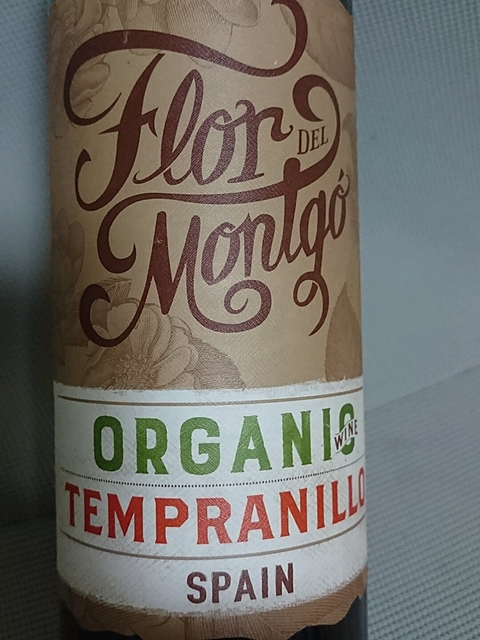 Flor
DEL
Montgó
ORGANIC
WINE
TEMPRANILLO
SPAIN